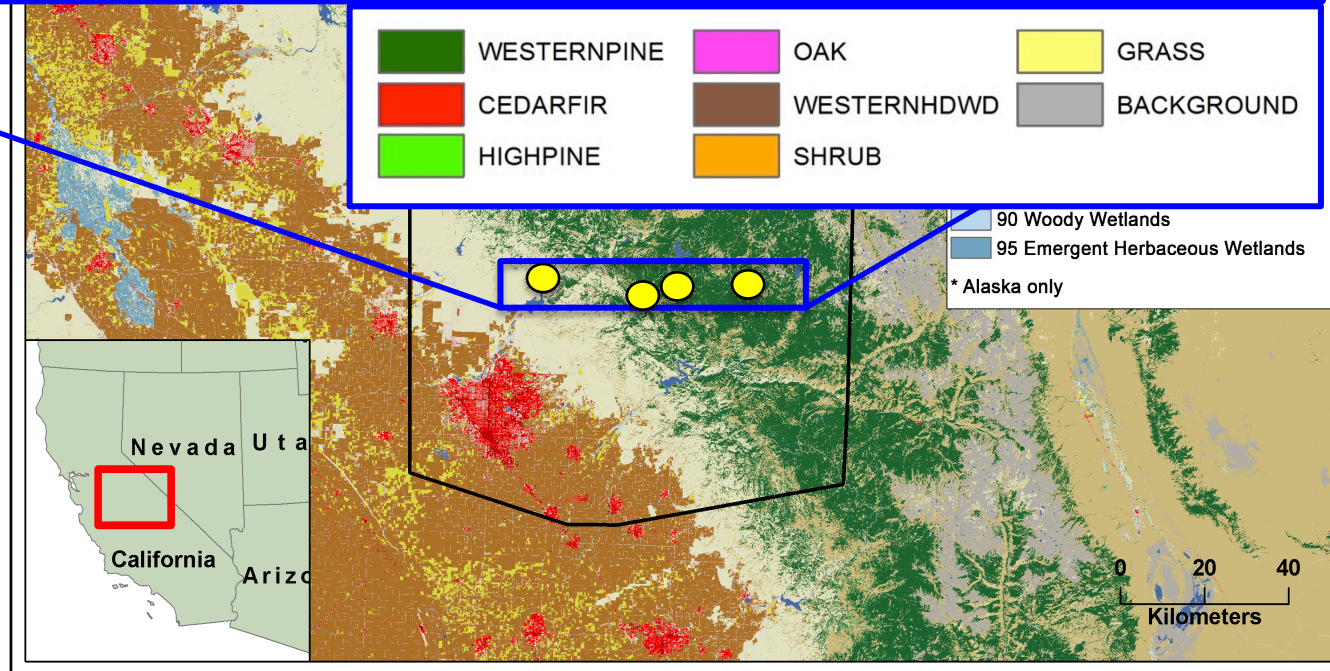 WESTERNPINE OAK GRASS
CEDARFIR WESTERNHDWD BACKGROUND
HIGHPINE SHRUB
90 Woody Wetlands
95 Emergent Herbaceous Wetlands
* Alaska only
Nevada Uta
California
Arizo
0 20 40
Kilometers